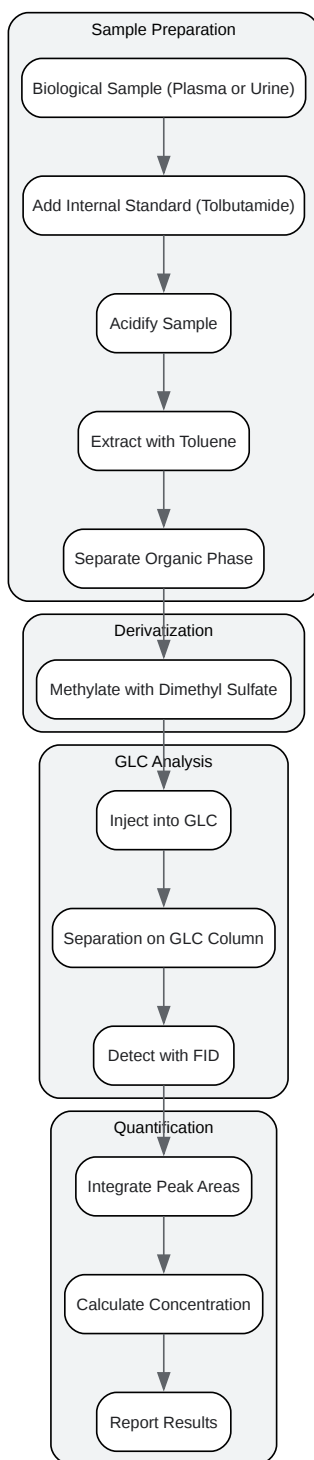 Sample Preparation
Biological Sample (Plasma or Urine)
Add Internal Standard (Tolbutamide)
Acidify Sample
Extract with Toluene
Separate Organic Phase
Derivatization
Methylate with Dimethyl Sulfate
GLC Analysis
Inject into GLC
Separation on GLC Column
Detect with FID
Quantification
Integrate Peak Areas
Calculate Concentration
Report Results